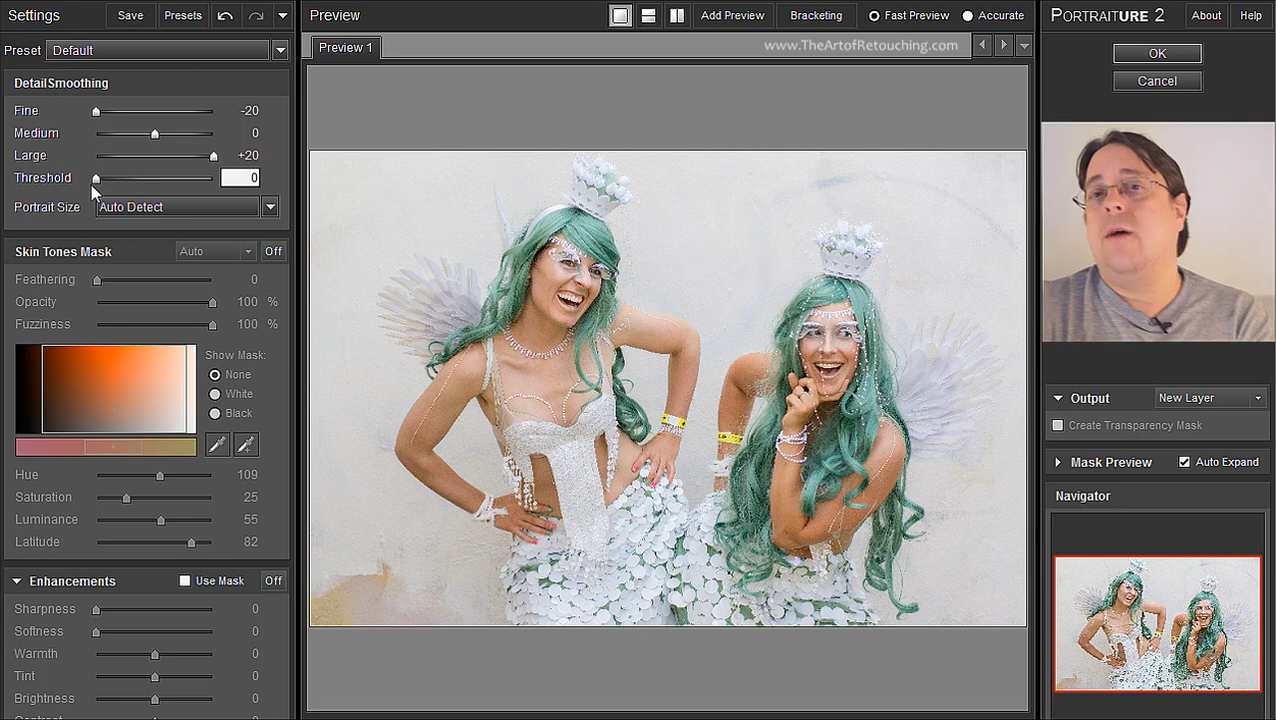 Settings Save Presets
Preview Add Preview Bracketing Fast Preview Accurate
PORTRAITURE 2 About Help
Preset Default
Preview 1
www.TheArtofRetouching.com
OK
Cancel
DetailSmoothing
Fine -20
Medium 0
Large +20
Threshold 0
Portrait Size Auto Detect
Skin Tones Mask Auto Off
Feathering 0
Opacity 100 %
Fuzziness 100 %
Show Mask:
None
White
Black
Hue 109
Saturation 25
Luminance 55
Latitude 82
Enhancements Use Mask Off
Sharpness 0
Softness 0
Warmth 0
Tint 0
Brightness 0
Contrast 0
Output New Layer
Create Transparency Mask
Mask Preview Auto Expand
Navigator